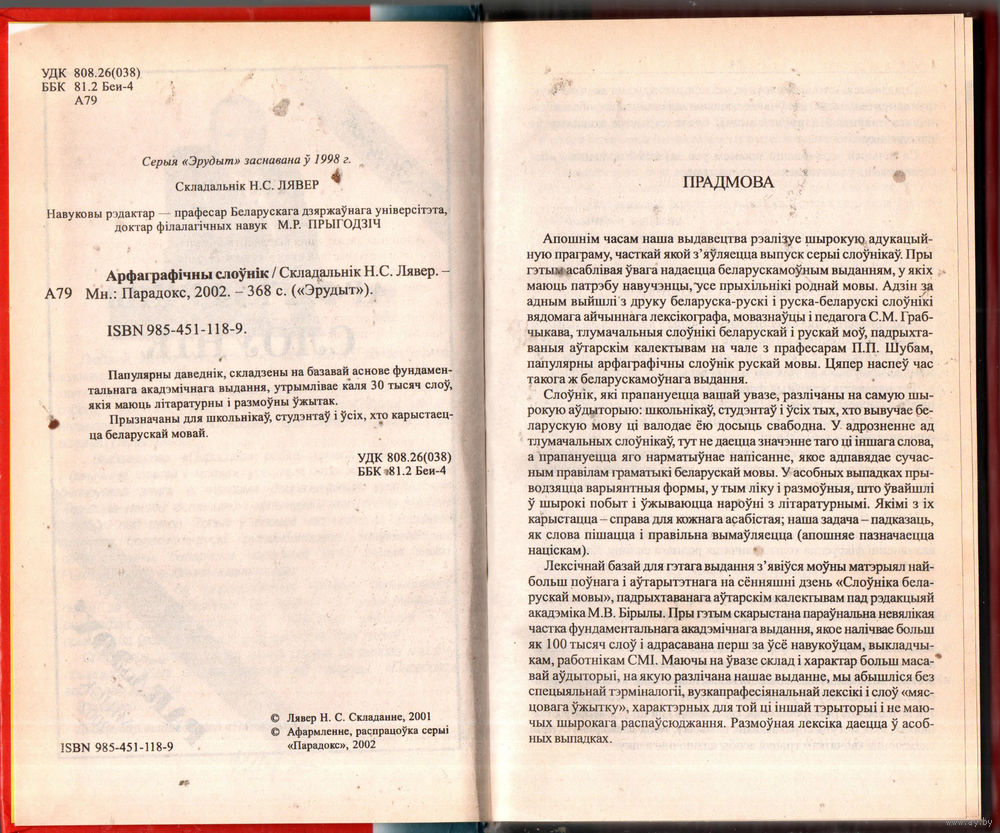 УДК 808.26(038)
ББК 81.2 Беи-4
А79
Серыя «Эрудыт» заснавана ў 1998 г.
Складальнік Н.С. ЛЯВЕР
Навуковы рэдактар — прафесар Беларускага дзяржаўнага універсітэта,
доктар філалагічных навук М.Р. ПРЫГОДЗІЧ
Арфаграфічны слоўнік / Складальнік Н.С. Лявер. –
А79 Мн.: Парадокс, 2002. – 368 с. («Эрудыт»).
ISBN 985-451-118-9.
Папулярны даведнік, складзены на базавай аснове фундамен-
тальнага акадэмічнага выдання, утрымлівае каля 30 тысяч слоў,
якія маюць літаратурны і размоўны ўжытак.
Прызначаны для школьнікаў, студэнтаў і ўсіх, хто карыстаец-
ца беларускай мовай.
УДК 808.26(038)
ББК 81.2 Беи-4
© Лявер Н. С. Складанне, 2001
© Афармленне, распрацоўка серыі
«Парадокс», 2002
ISBN 985-451-118-9
ПРАДМОВА
Апошнім часам наша выдавецтва рэалізуе шырокую адукацый-
ную праграму, часткай якой з'яўляецца выпуск серыі слоўнікаў. Пры
гэтым асаблівая ўвага надаецца беларускамоўным выданням, у якіх
маюць патрэбу навучэнцы, усе прыхільнікі роднай мовы. Адзін за
адным выйшлі з друку беларуска-рускі і руска-беларускі слоўнікі
вядомага айчыннага лексікографа, мовазнаўцы і педагога С.М. Граб-
чыкава, тлумачальныя слоўнікі беларускай і рускай моў, падрыхта-
ваныя аўтарскім калектывам на чале з прафесарам П.П. Шубам,
папулярны арфаграфічны слоўнік рускай мовы. Цяпер наспеў час
такога ж беларускамоўнага выдання.
Слоўнік, які прапануецца вашай увазе, разлічаны на самую шы-
рокую аўдыторыю: школьнікаў, студэнтаў і ўсіх тых, хто вывучае бе-
ларускую мову ці валодае ёю досыць свабодна. У адрозненне ад
тлумачальных слоўнікаў, тут не даецца значэнне таго ці іншага слова,
а прапануецца яго нарматыўнае напісанне, якое адпавядае сучас-
ным правілам граматыкі беларускай мовы. У асобных выпадках пры-
водзяцца варыянтныя формы, у тым ліку і размоўныя, што ўвайшлі
ў шырокі побыт і ўжываюцца нароўні з літаратурнымі. Якімі з іх
карыстацца – справа для кожнага асабістая; наша задача – падказаць,
як слова пішацца і правільна вымаўляецца (апошняе пазначаецца
націскам).
Лексічнай базай для гэтага выдання з'явіўся моўны матэрыял най-
больш поўнага і аўтарытэтнага на сённяшні дзень «Слоўніка бела-
рускай мовы», падрыхтаванага аўтарскім калектывам пад рэдакцыяй
акадэміка М.В. Бірылы. Пры гэтым скарыстана параўнальна невялікая
частка фундаментальнага акадэмічнага выдання, якое налічвае больш
як 100 тысяч слоў і адрасавана перш за ўсё навукоўцам, выкладчы-
кам, работнікам СМІ. Маючы на ўвазе склад і характар больш маса-
вай аўдыторыі, на якую разлічана нашае выданне, мы абышліся без
спецыяльнай тэрміналогіі, вузкапрафесіянальнай лексікі і слоў «мяс-
цовага ўжытку», характэрных для той ці іншай тэрыторыі і не маю-
чых шырокага распаўсюджання. Размоўная лексіка даецца ў асоб-
ных выпадках.
www.ay.by